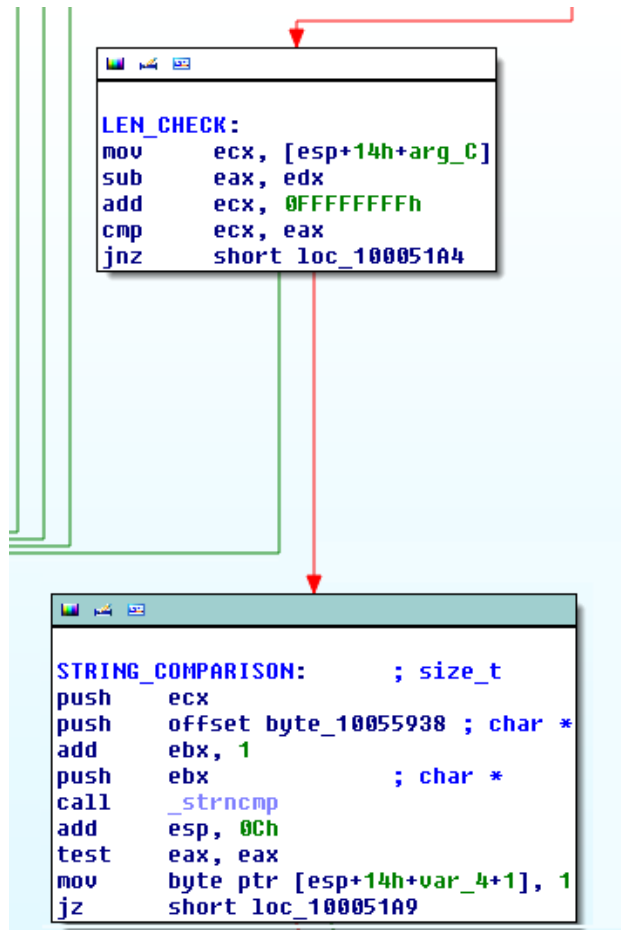 LEN_CHECK:
mov ecx, [esp+14h+arg_C]
sub eax, edx
add ecx, 0FFFFFFFFh
cmp ecx, eax
jnz short loc_100051A4
STRING_COMPARISON: ; size_t
push ecx
push offset byte_10055938 ; char *
add ebx, 1
push ebx ; char *
call _strncmp
add esp, 0Ch
test eax, eax
mov byte ptr [esp+14h+var_4+1], 1
jz short loc_100051A9